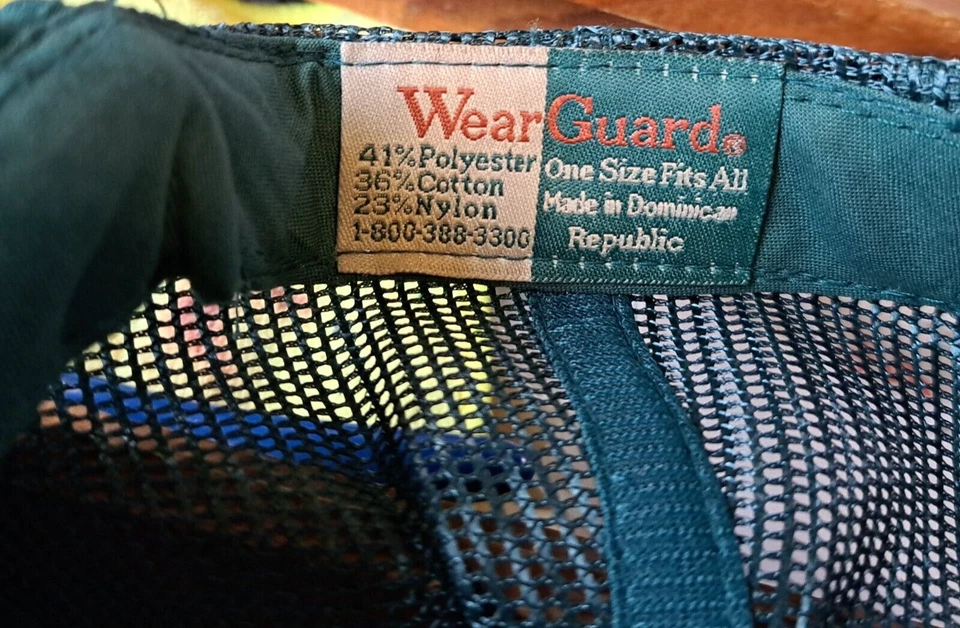 WearGuard®
41%Polyester
36%Cotton
23%Nylon
1-800-388-3300
One Size Fits All
Made in Dominican
Republic